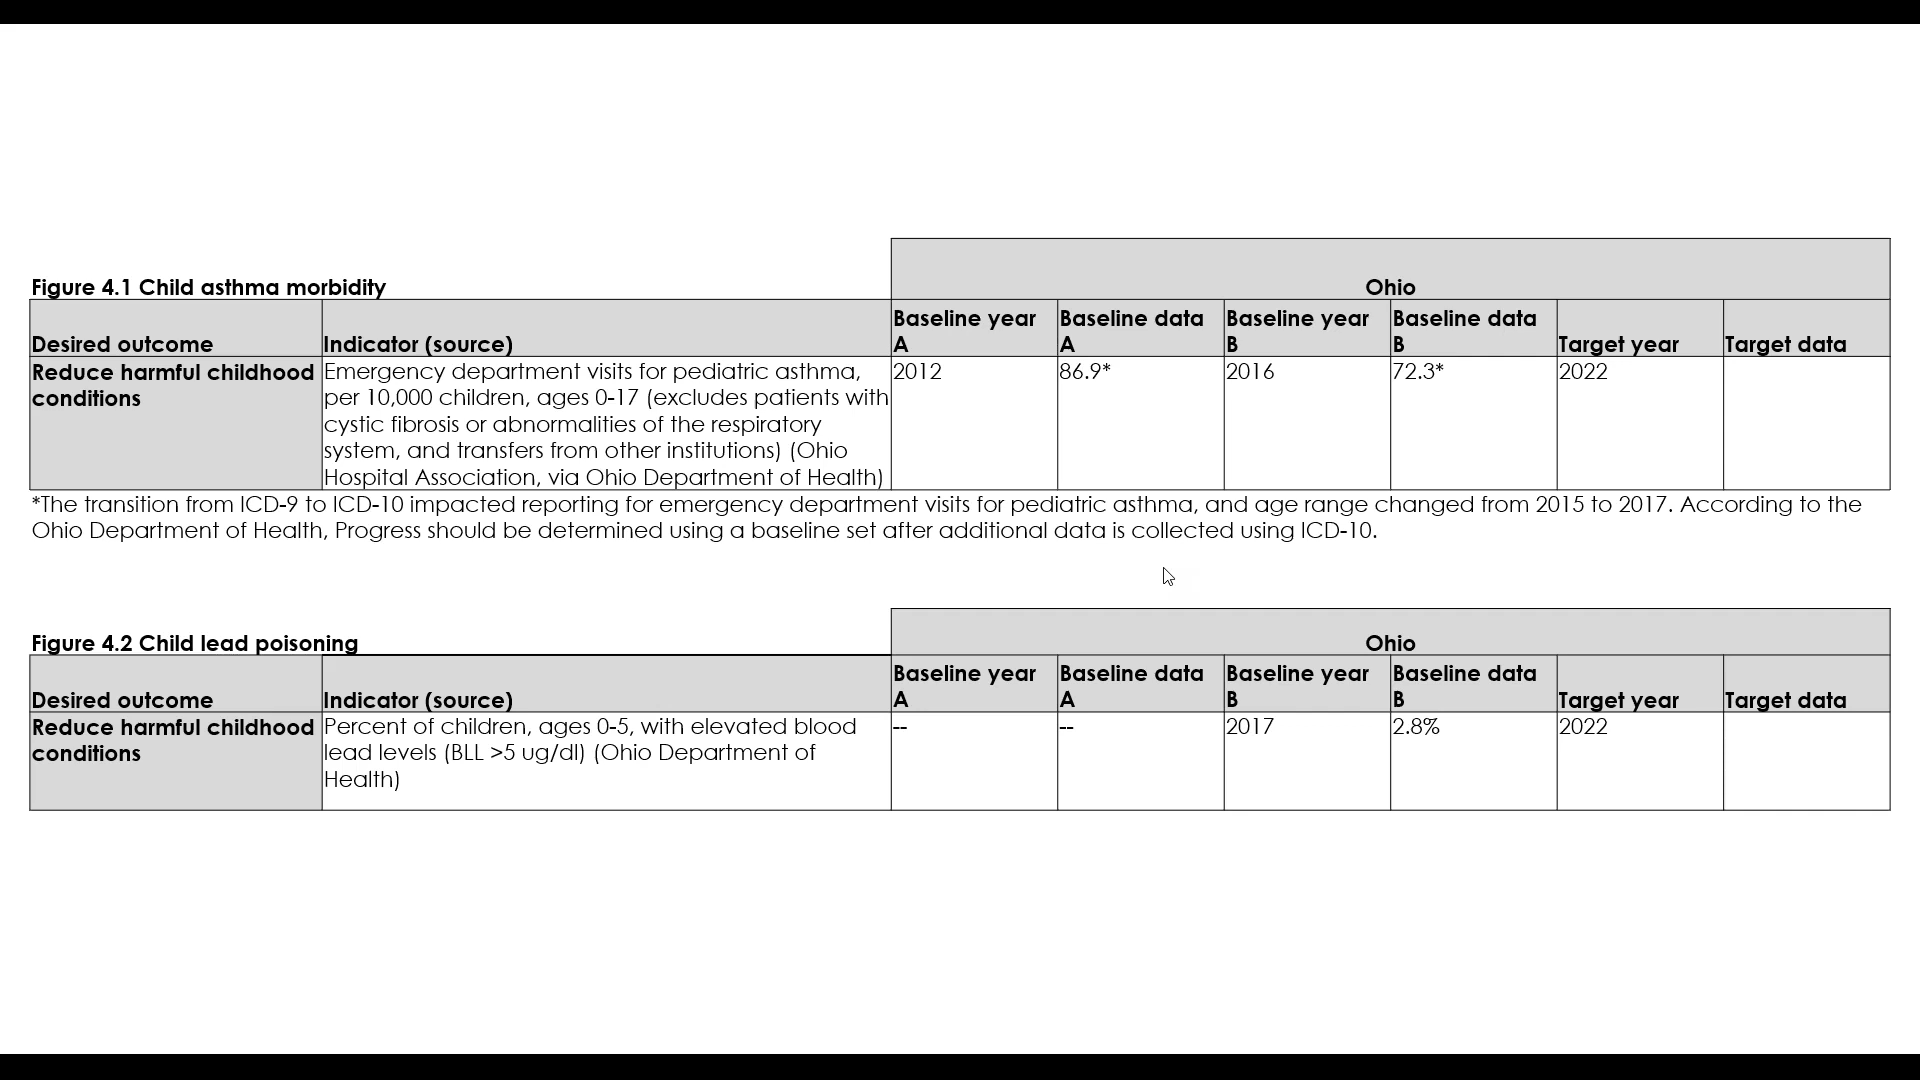 Figure 4.1 Child asthma morbidity
Ohio
Desired outcome
Indicator (source)
Baseline year
A
Baseline data
A
Baseline year
B
Baseline data
B
Target year
Target data
Reduce harmful childhood
conditions
Emergency department visits for pediatric asthma,
per 10,000 children, ages 0-17 (excludes patients with
cystic fibrosis or abnormalities of the respiratory
system, and transfers from other institutions) (Ohio
Hospital Association, via Ohio Department of Health)
2012
86.9*
2016
72.3*
2022
*The transition from ICD-9 to ICD-10 impacted reporting for emergency department visits for pediatric asthma, and age range changed from 2015 to 2017. According to the
Ohio Department of Health, Progress should be determined using a baseline set after additional data is collected using ICD-10.
Figure 4.2 Child lead poisoning
Ohio
Desired outcome
Indicator (source)
Baseline year
A
Baseline data
A
Baseline year
B
Baseline data
B
Target year
Target data
Reduce harmful childhood
conditions
Percent of children, ages 0-5, with elevated blood
lead levels (BLL >5 ug/dl) (Ohio Department of
Health)
--
--
2017
2.8%
2022